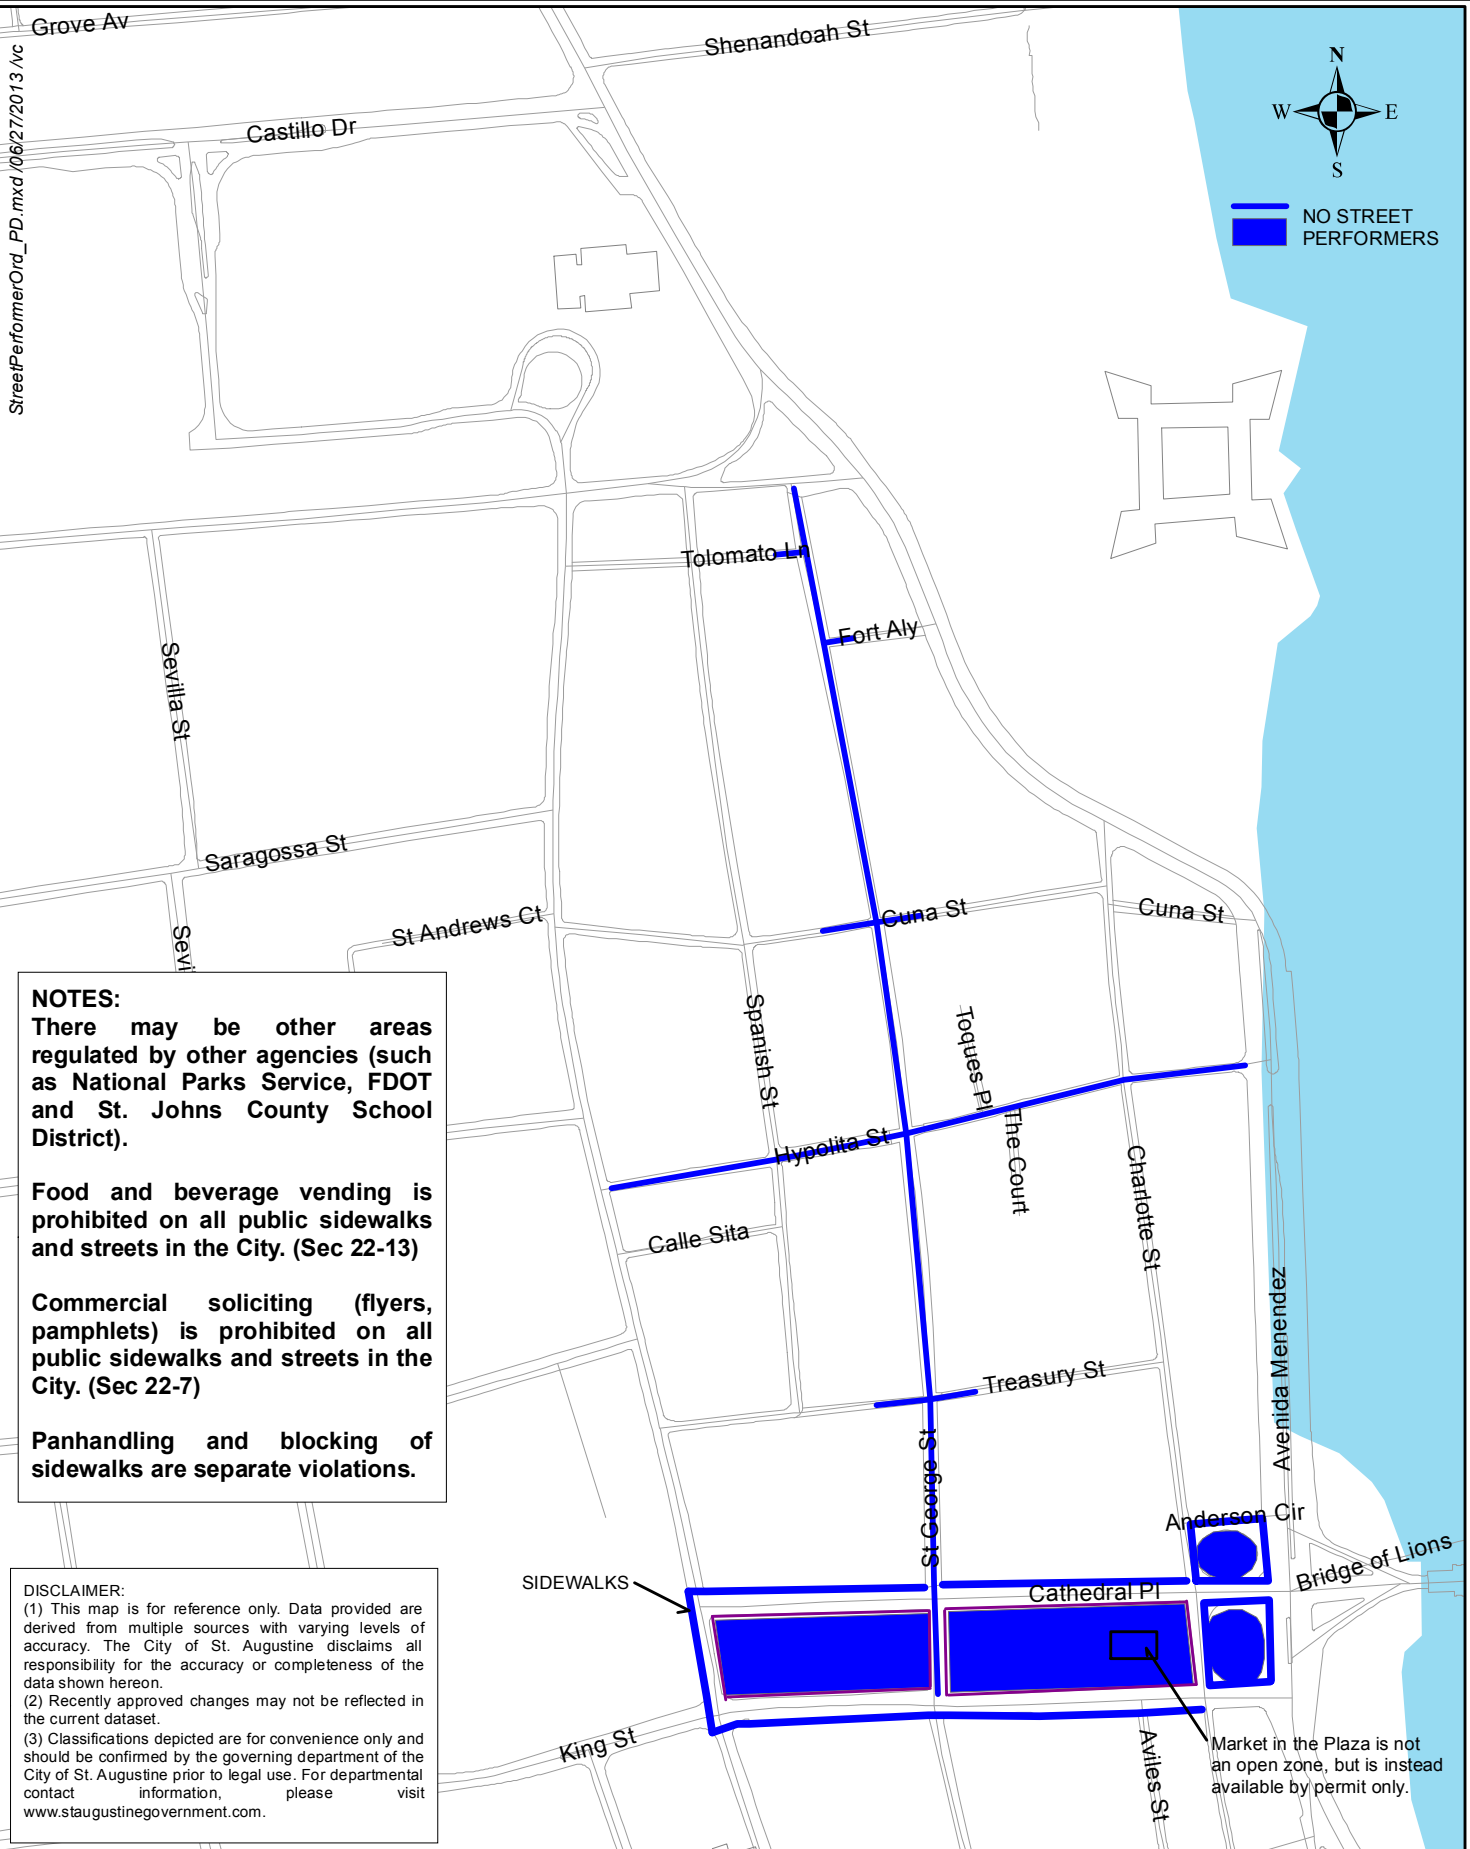 Grove Av
Shenandoah St
StreetPerformerOrd_PD.mxd /06/27/2013 /vc
N
W E
S
Castillo Dr
NO STREET
PERFORMERS
Tolomato Ln
Fort Aly
Sevilla St
Saragossa St
St Andrews Ct
Cuna St
Cuna St
Sevi
NOTES:
There may be other areas
regulated by other agencies (such
as National Parks Service, FDOT
and St. Johns County School
District).
Food and beverage vending is
prohibited on all public sidewalks
and streets in the City. (Sec 22-13)
Commercial soliciting (flyers,
pamphlets) is prohibited on all
public sidewalks and streets in the
City. (Sec 22-7)
Panhandling and blocking of
sidewalks are separate violations.
Spanish St
Toques Pl
The Court
Hypolita St
Charlotte St
Calle Sita
Avenida Menendez
Treasury St
St George St
Anderson Cir
Bridge of Lions
SIDEWALKS
Cathedral Pl
King St
Aviles St
Market in the Plaza is not
an open zone, but is instead
available by permit only.
DISCLAIMER:
(1) This map is for reference only. Data provided are
derived from multiple sources with varying levels of
accuracy. The City of St. Augustine disclaims all
responsibility for the accuracy or completeness of the
data shown hereon.
(2) Recently approved changes may not be reflected in
the current dataset.
(3) Classifications depicted are for convenience only and
should be confirmed by the governing department of the
City of St. Augustine prior to legal use. For departmental
contact information, please visit
www.staugustinegovernment.com.